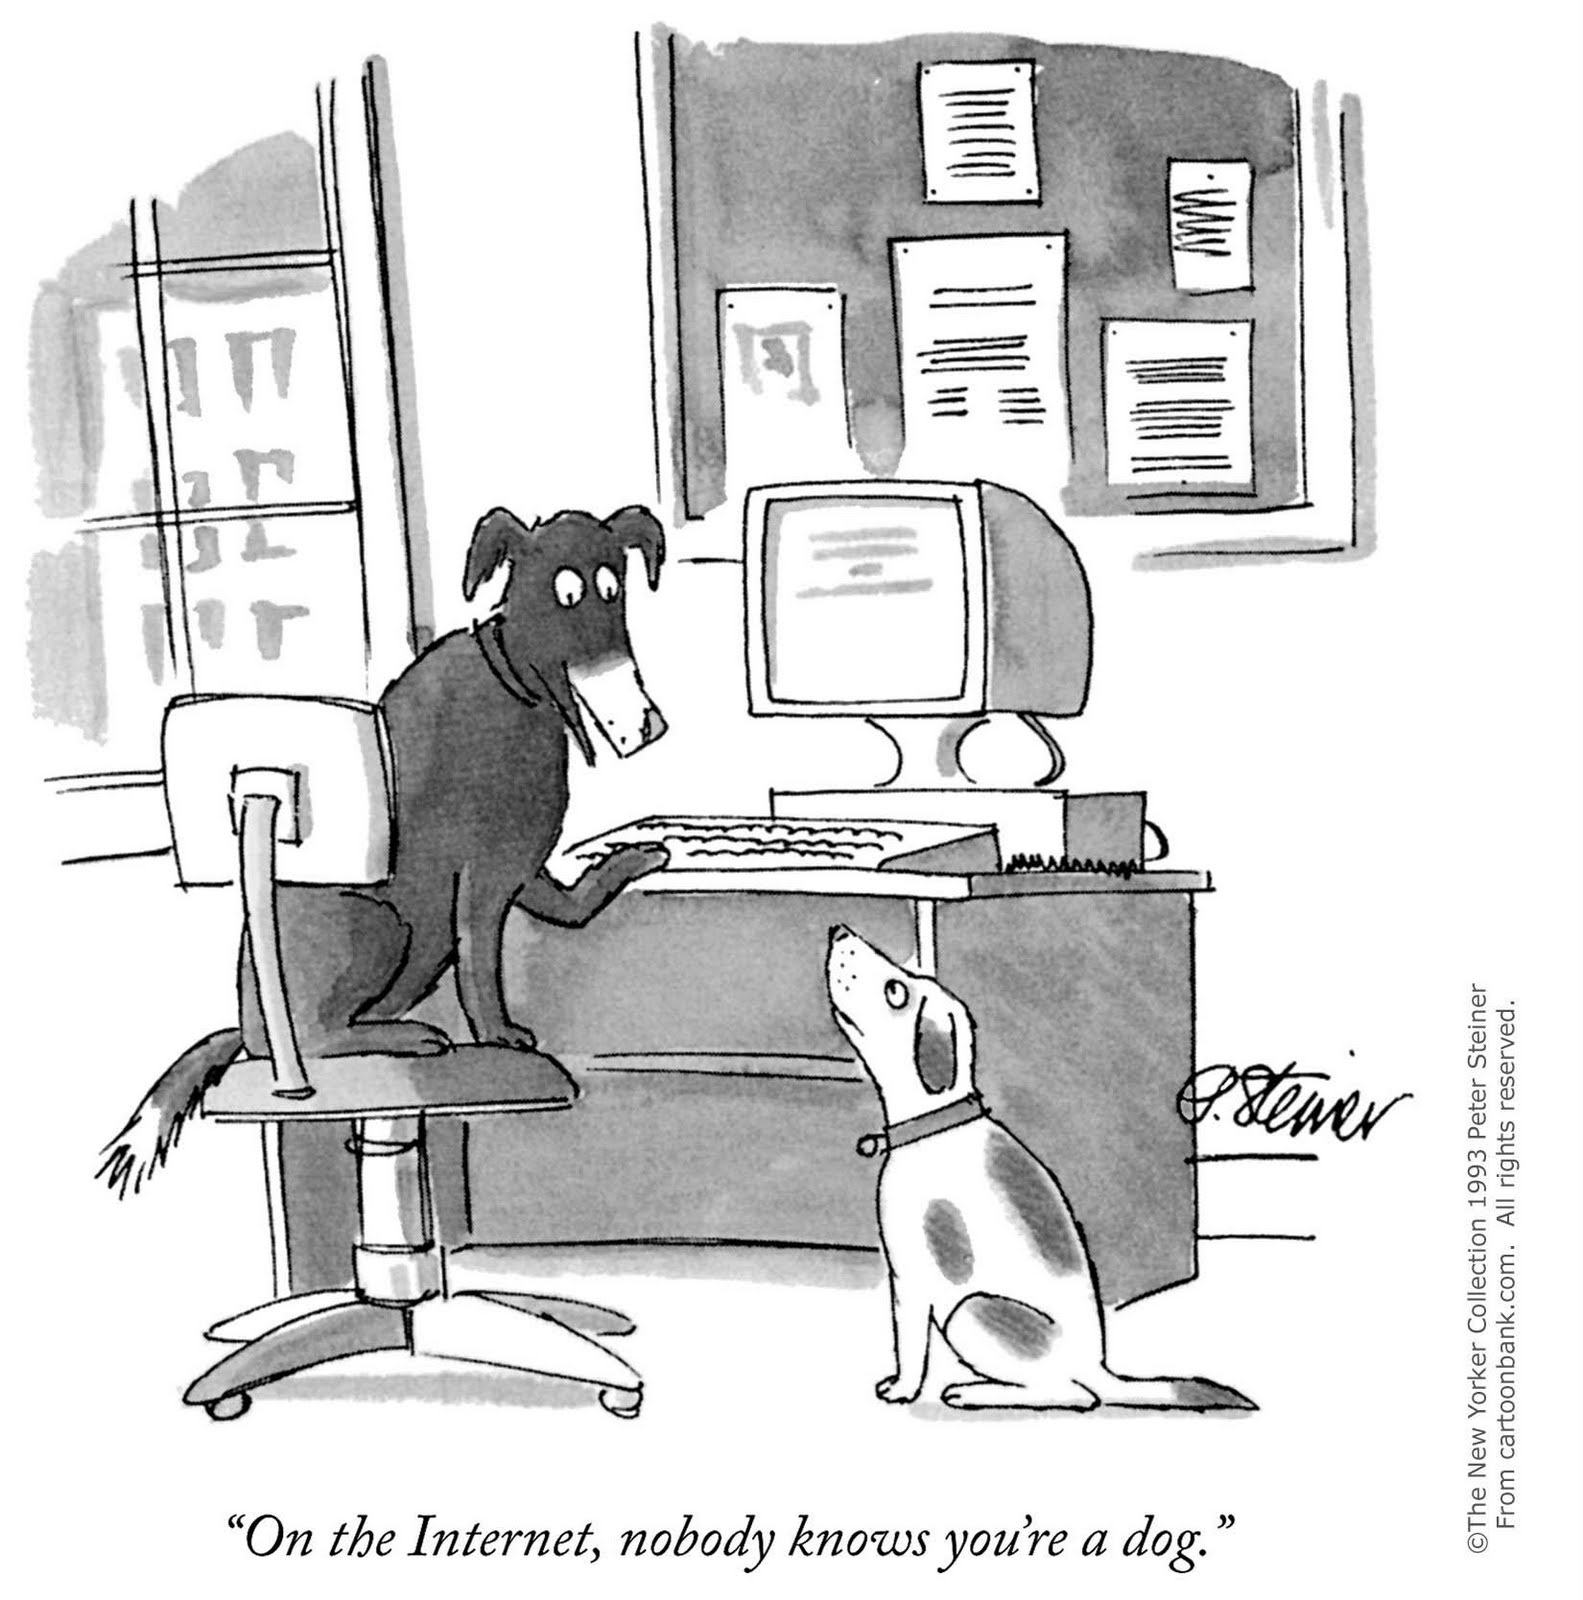 P. Steiner
“On the Internet, nobody knows you’re a dog.”
©The New Yorker Collection 1993 Peter Steiner
From cartoonbank.com.  All rights reserved.